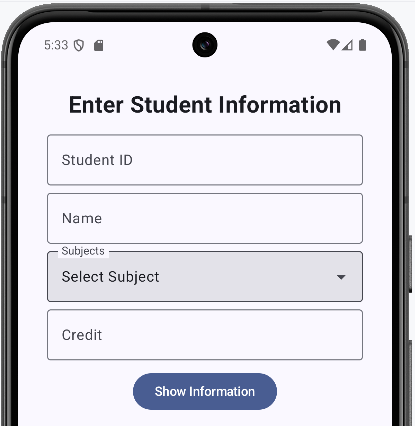 5:33
Enter Student Information
Student ID
Name
Subjects
Select Subject
Credit
Show Information